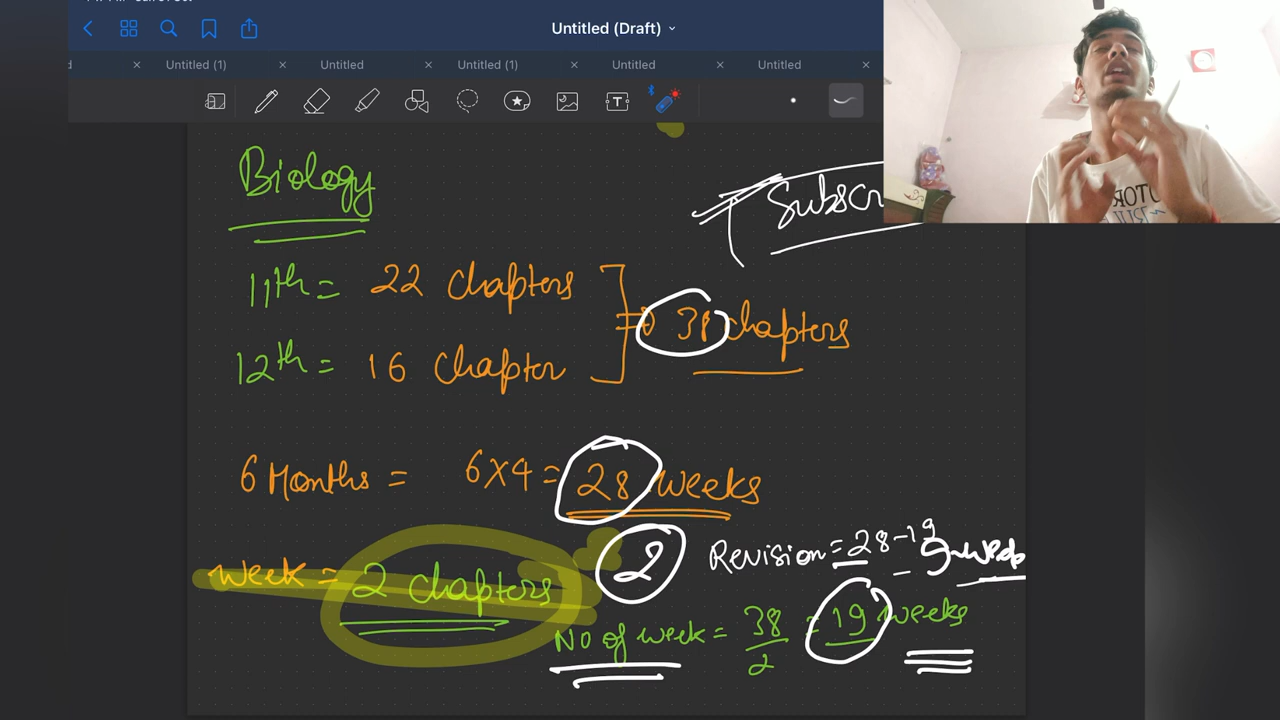 Untitled (Draft)
d Untitled (1) Untitled Untitled (1) Untitled Untitled
Biology
Subscr
11th = 22 Chapters
38 chapters
12th = 16 Chapter
6 Months = 6X4 = 28 weeks
week = 2 Chapters
2
Revision = 28-19
9 weeks
No of week = 38/2 = 19 weeks